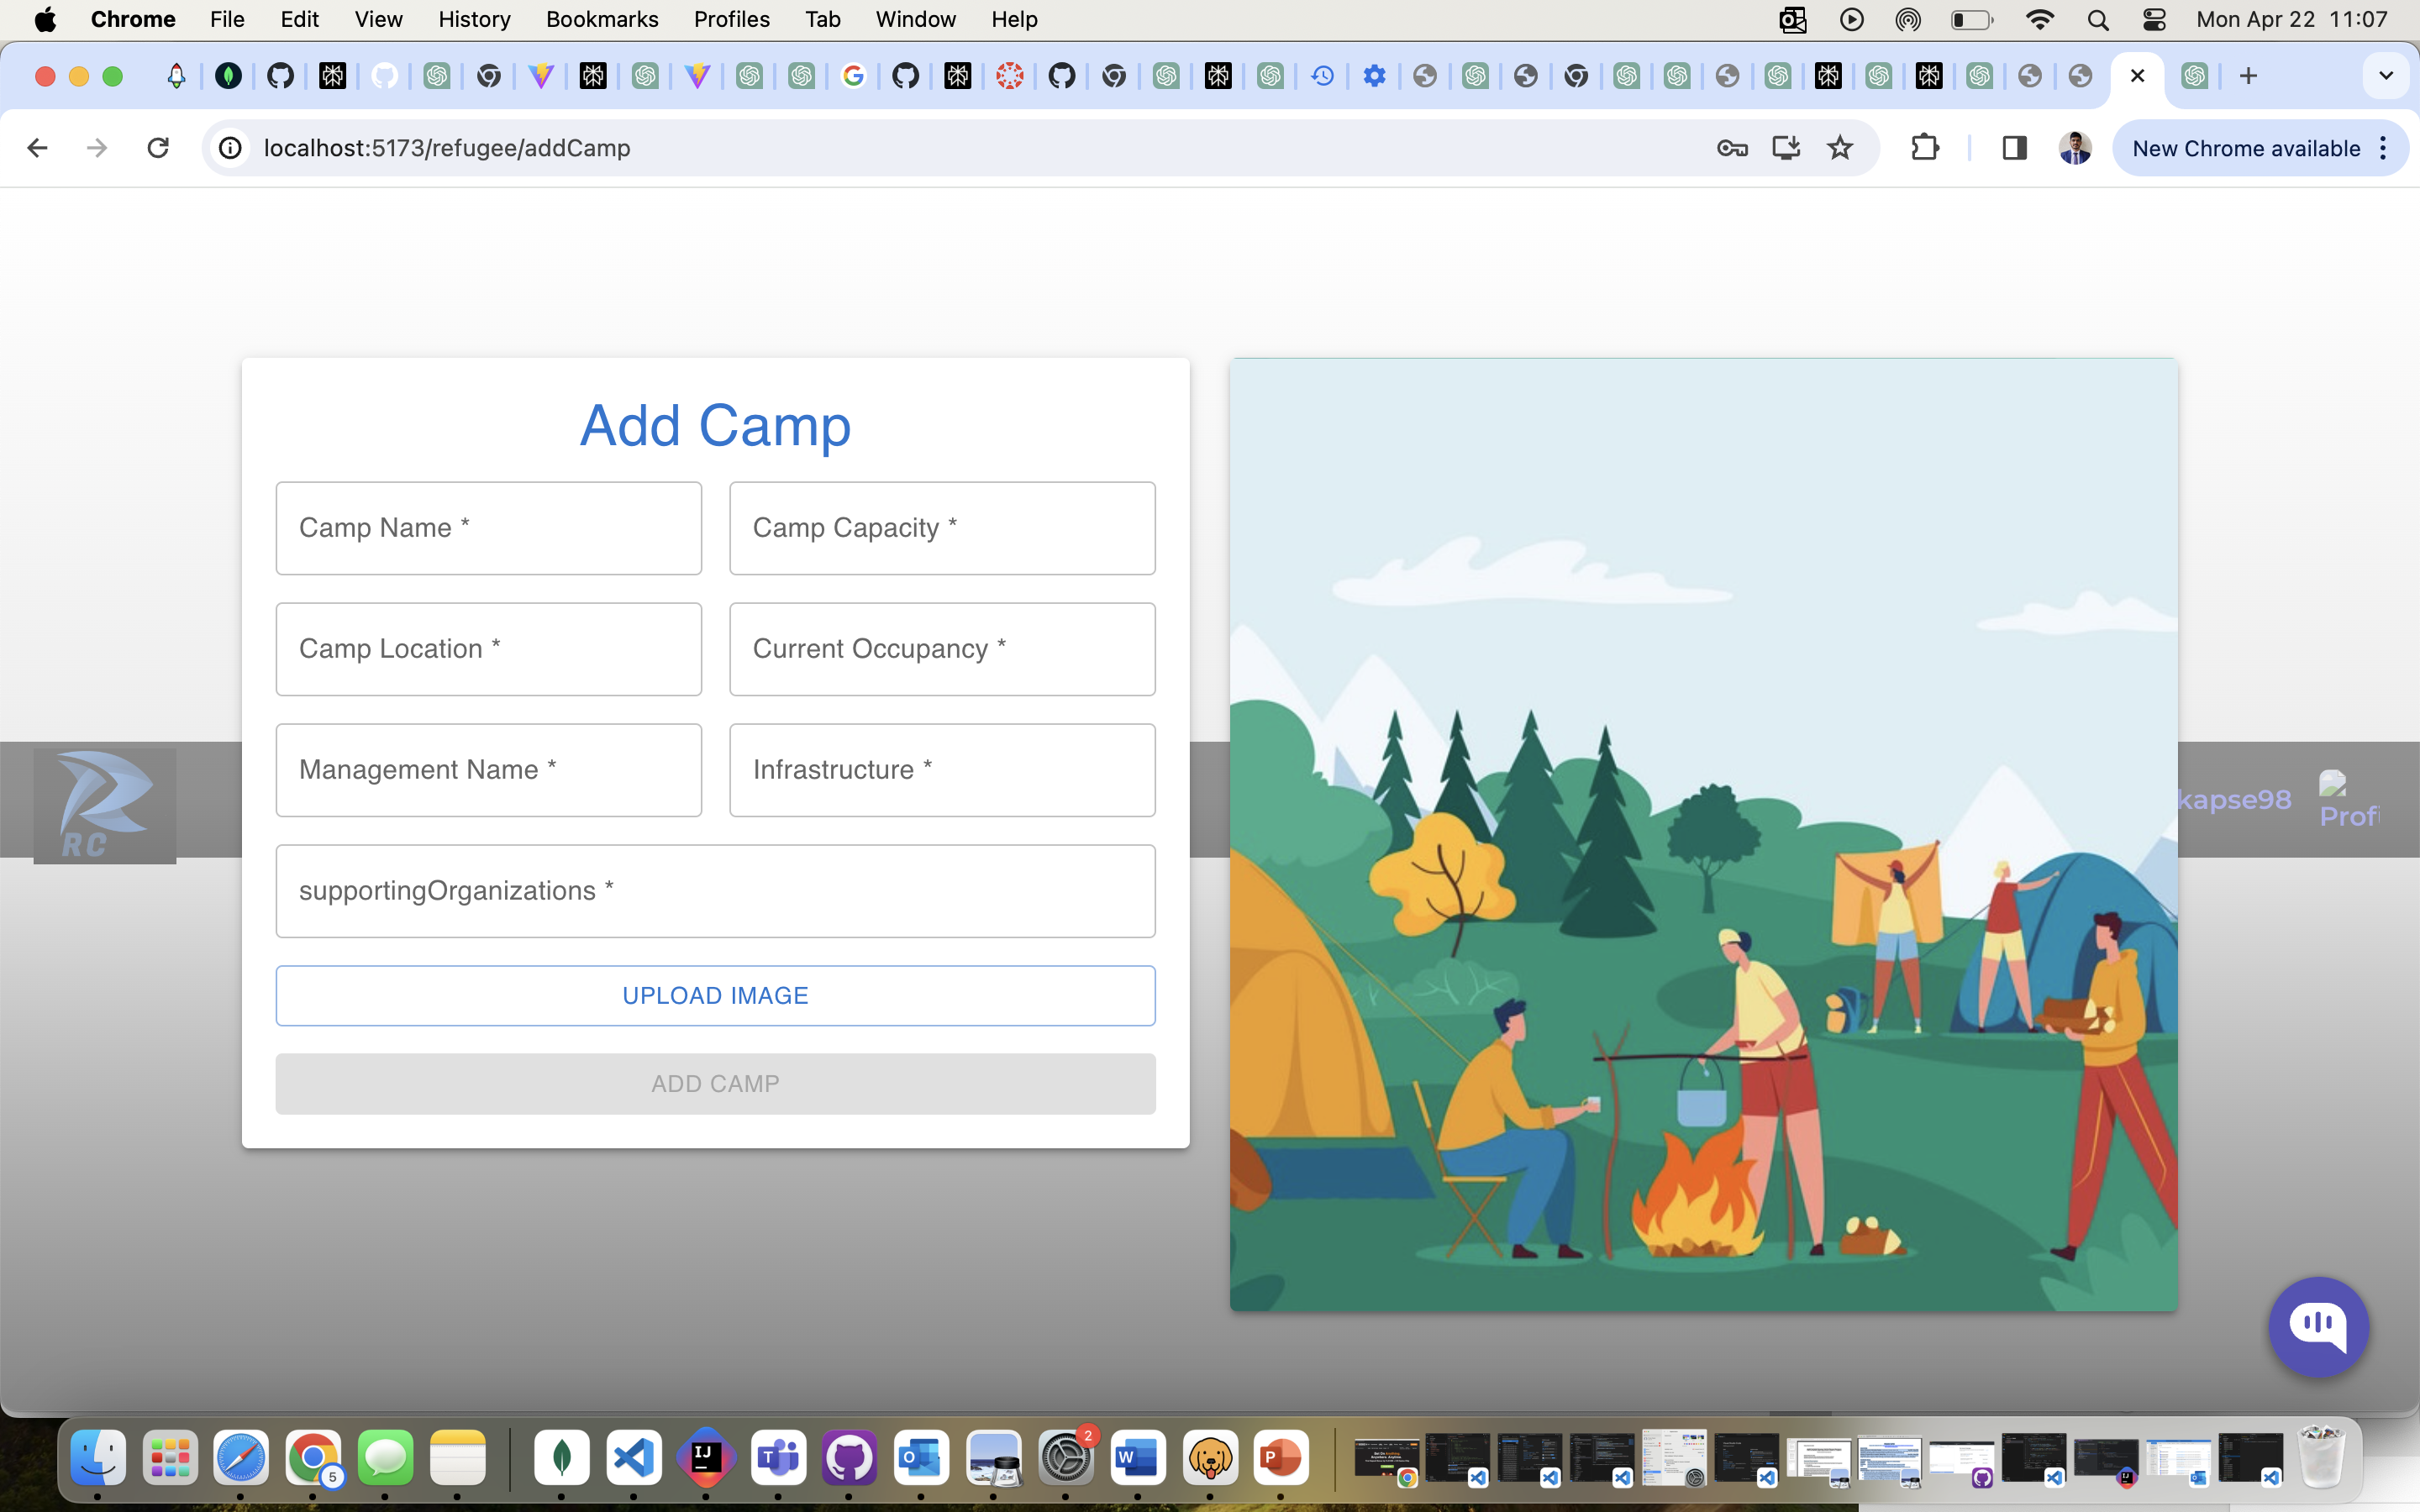 Chrome File Edit View History Bookmarks Profiles Tab Window Help Mon Apr 22 11:07
localhost:5173/refugee/addCamp New Chrome available
Add Camp
Camp Name * Camp Capacity *
Camp Location * Current Occupancy *
Management Name * Infrastructure *
RC kapse98 Profi
supportingOrganizations *
UPLOAD IMAGE
ADD CAMP
5 IJ T O 2 W P